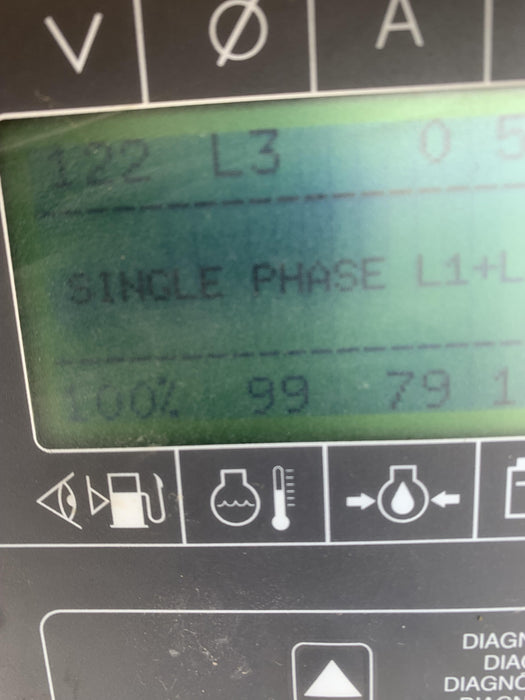 V Ø A
122 L3 0 5
SINGLE PHASE L1+L
100% 99 79 1
DIAGN
DIAG
DIAGNO